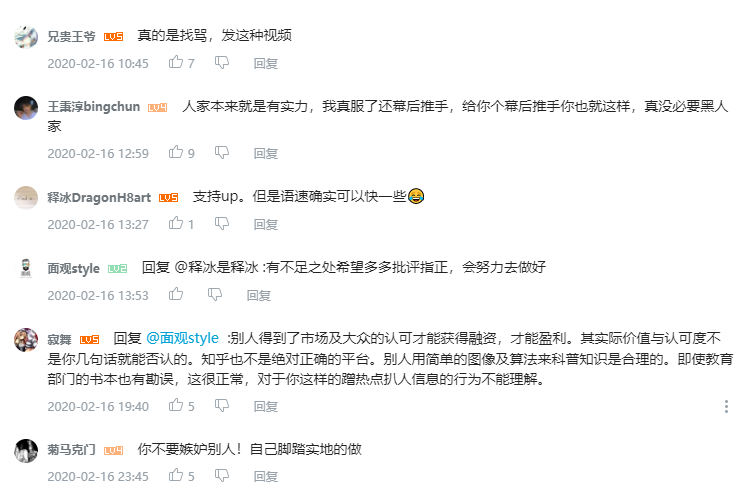 兄贵王爷 LV5 真的是找骂，发这种视频
2020-02-16 10:45 7 回复
王秉淳bingchun LV4 人家本来就是有实力，我真服了还幕后推手，给你个幕后推手你也就这样，真没必要黑人
家
2020-02-16 12:59 9 回复
释冰DragonH8art LV5 支持up。但是语速确实可以快一些😂
2020-02-16 13:27 1 回复
面观style LV2 回复 @释冰是释冰 :有不足之处希望多多批评指正，会努力去做好
2020-02-16 13:53 回复
寂舞 LV5 回复 @面观style :别人得到了市场及大众的认可才能获得融资，才能盈利。其实际价值与认可度不
是你几句话就能否认的。知乎也不是绝对正确的平台。别人用简单的图像及算法来科普知识是合理的。即使教育
部门的书本也有勘误，这很正常，对于你这样的蹭热点扒人信息的行为不能理解。
2020-02-16 19:40 5 回复
菊马克门 LV4 你不要嫉妒别人！自己脚踏实地的做
2020-02-16 23:45 5 回复